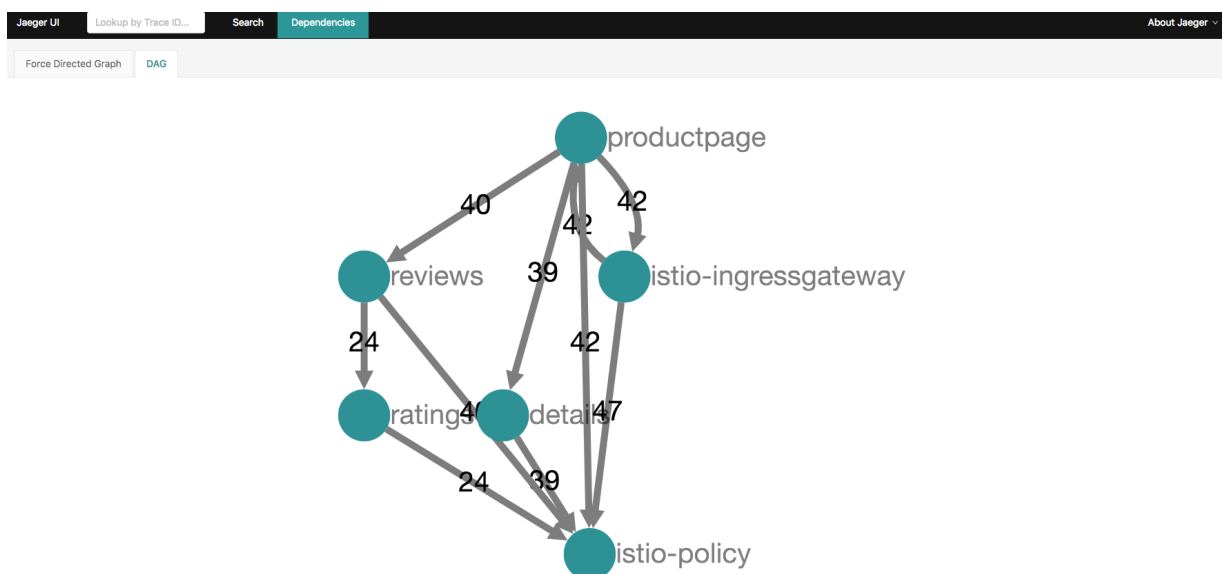 Jaeger UI Lookup by Trace ID... Search Dependencies About Jaeger
Force Directed Graph DAG
productpage
40 42
42
reviews 39 istio-ingressgateway
24 42
ratings details 47
24 39
istio-policy